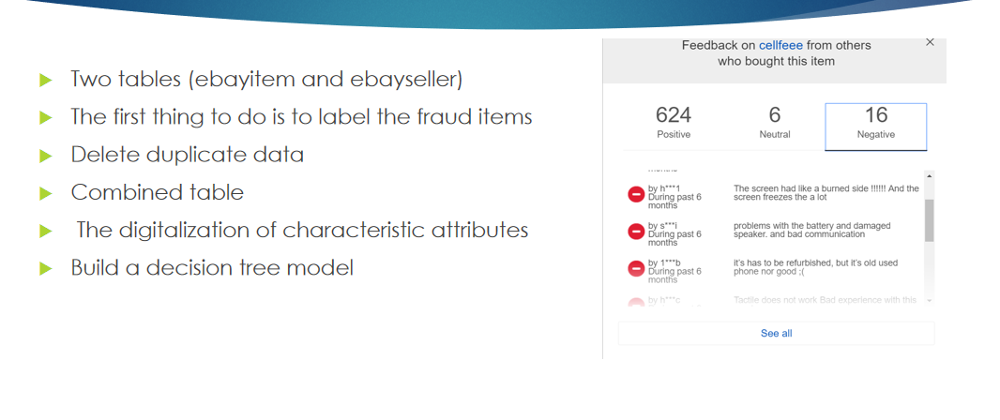 Two tables (ebayitem and ebayseller)
The first thing to do is to label the fraud items
Delete duplicate data
Combined table
The digitalization of characteristic attributes
Build a decision tree model
Feedback on cellfeee from others
who bought this item
624
Positive
6
Neutral
16
Negative
months
by h***1
During past 6
months
The screen had like a burned side !!!!!! And the
screen freezes the a lot
by s***i
During past 6
months
problems with the battery and damaged
speaker. and bad communication
by 1***b
During past 6
months
it's has to be refurbished, but it's old used
phone nor good ;(
by h***c
Tactile does not work Bad experience with this
See all